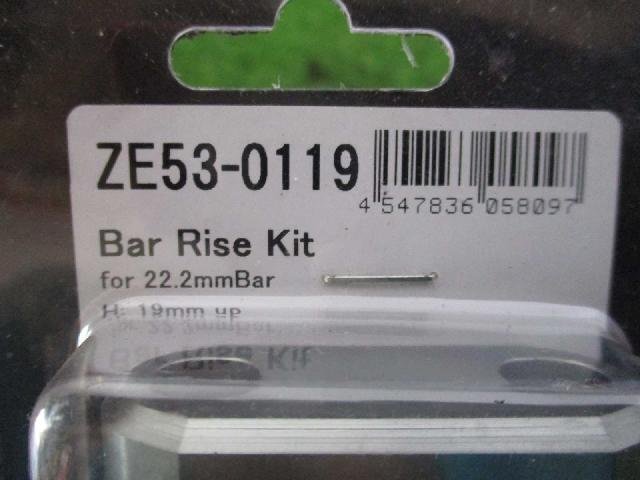 ZE53-0119
4 547836 058097
Bar Rise Kit
for 22.2mmBar
H: 19mm up